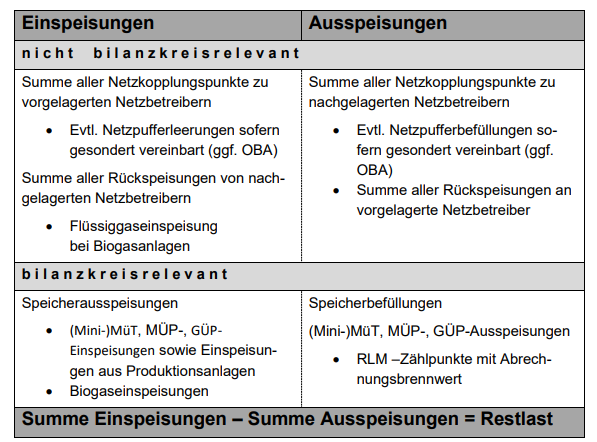 Einspeisungen
Ausspeisungen
nicht bilanzkreisrelevant
Summe aller Netzkopplungspunkte zu
vorgelagerten Netzbetreibern
• Evtl. Netzpufferleerungen sofern
gesondert vereinbart (ggf. OBA)
Summe aller Rückspeisungen von nach-
gelagerten Netzbetreibern
• Flüssiggaseinspeisung
bei Biogasanlagen
Summe aller Netzkopplungspunkte zu
nachgelagerten Netzbetreibern
• Evtl. Netzpufferbefüllungen so-
fern gesondert vereinbart (ggf.
OBA)
• Summe aller Rückspeisungen an
vorgelagerte Netzbetreiber
bilanzkreisrelevant
Speicherausspeisungen
• (Mini-)MüT, MÜP-, GÜP-
Einspeisungen sowie Einspeisun-
gen aus Produktionsanlagen
• Biogaseinspeisungen
Speicherbefüllungen
(Mini-)MüT, MÜP-, GÜP-Ausspeisungen
• RLM –Zählpunkte mit Abrech-
nungsbrennwert
Summe Einspeisungen – Summe Ausspeisungen = Restlast